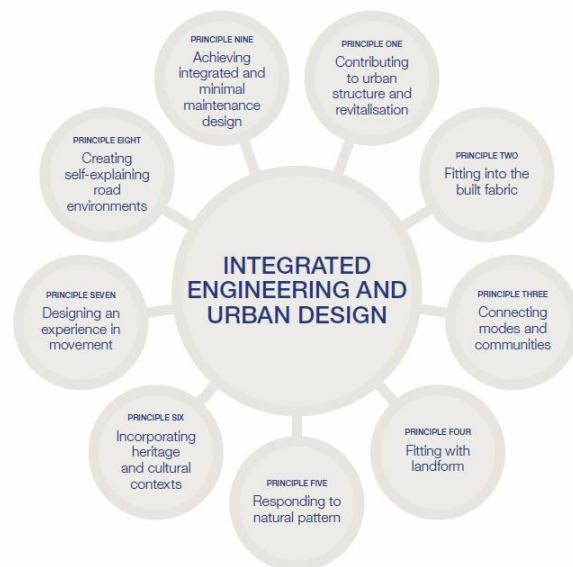 INTEGRATED
ENGINEERING AND
URBAN DESIGN
PRINCIPLE ONE
Contributing
to urban
structure and
revitalisation
PRINCIPLE TWO
Fitting into the
built fabric
PRINCIPLE THREE
Connecting
modes and
communities
PRINCIPLE FOUR
Fitting with
landform
PRINCIPLE FIVE
Responding to
natural pattern
PRINCIPLE SIX
Incorporating
heritage
and cultural
contexts
PRINCIPLE SEVEN
Designing an
experience in
movement
PRINCIPLE EIGHT
Creating
self-explaining
road
environments
PRINCIPLE NINE
Achieving
integrated and
minimal
maintenance
design